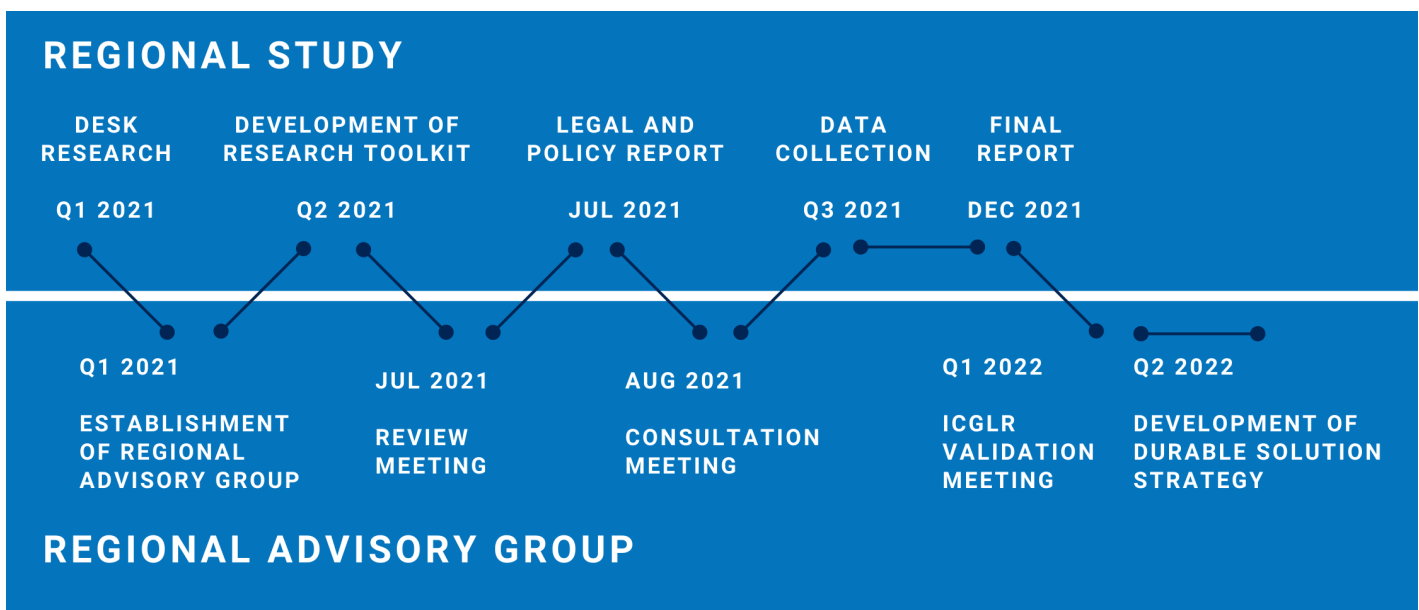 REGIONAL STUDY
DESK
RESEARCH
Q1 2021
DEVELOPMENT OF
RESEARCH TOOLKIT
Q2 2021
LEGAL AND
POLICY REPORT
JUL 2021
DATA
COLLECTION
Q3 2021
FINAL
REPORT
DEC 2021
Q1 2021
ESTABLISHMENT
OF REGIONAL
ADVISORY GROUP
JUL 2021
REVIEW
MEETING
AUG 2021
CONSULTATION
MEETING
Q1 2022
ICGLR
VALIDATION
MEETING
Q2 2022
DEVELOPMENT OF
DURABLE SOLUTION
STRATEGY
REGIONAL ADVISORY GROUP